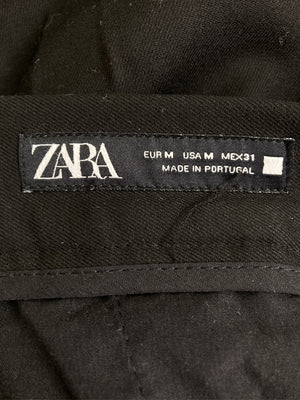 ZARA
EUR M USA M MEX 31
MADE IN PORTUGAL